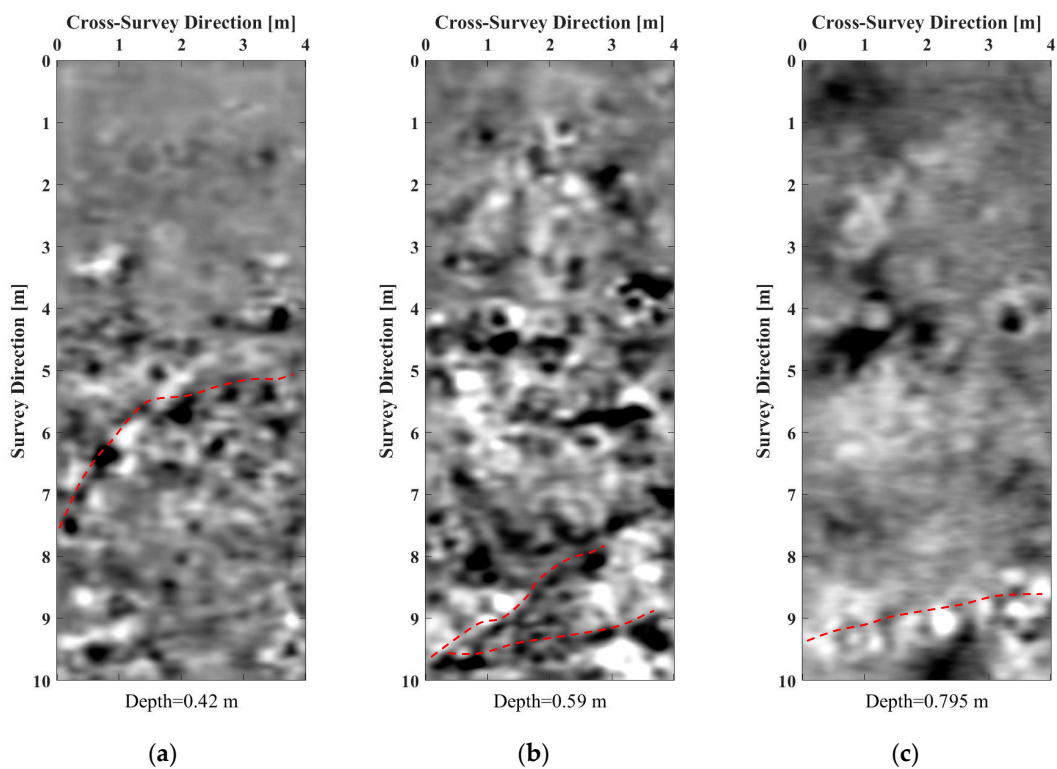 Cross-Survey Direction [m]
0 1 2 3 4
Survey Direction [m]
0
1
2
3
4
5
6
7
8
9
10
Depth=0.42 m
(a)
Cross-Survey Direction [m]
0 1 2 3 4
Survey Direction [m]
0
1
2
3
4
5
6
7
8
9
10
Depth=0.59 m
(b)
Cross-Survey Direction [m]
0 1 2 3 4
Survey Direction [m]
0
1
2
3
4
5
6
7
8
9
10
Depth=0.795 m
(c)